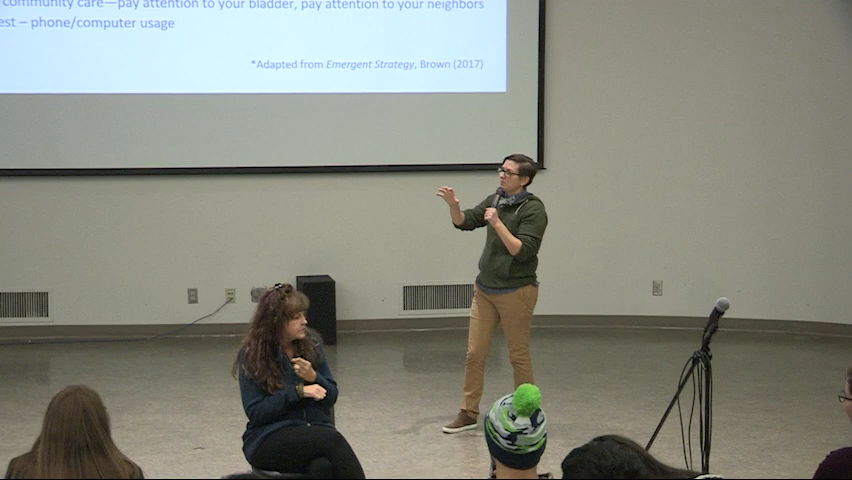 community care—pay attention to your bladder, pay attention to your neighbors
est – phone/computer usage
*Adapted from Emergent Strategy, Brown (2017)